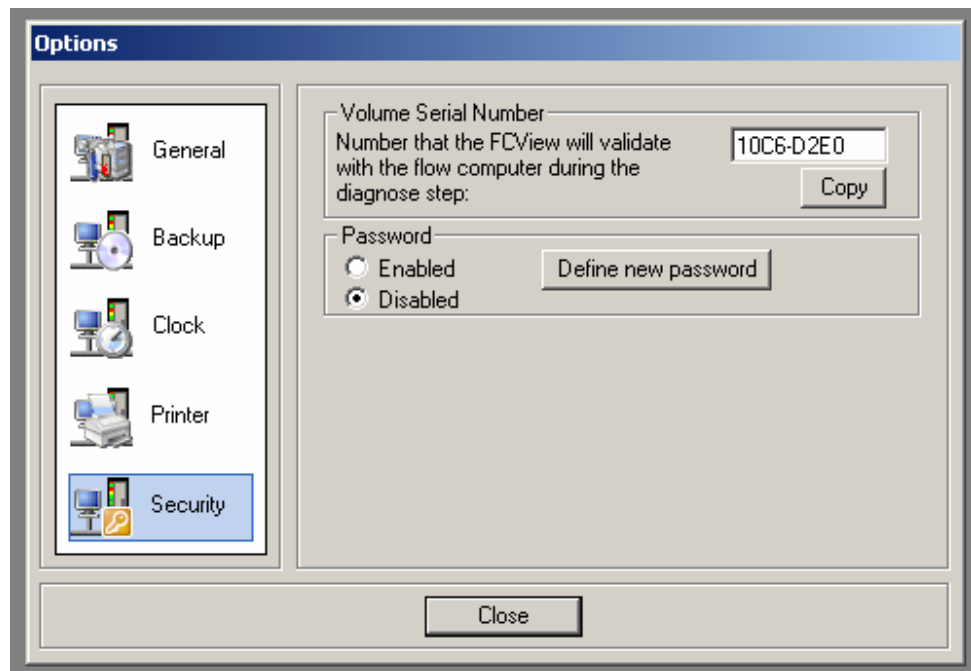 Options
General
Backup
Clock
Printer
Security
Volume Serial Number
Number that the FCView will validate
with the flow computer during the
diagnose step:
10C6-D2E0
Copy
Password
Enabled
Define new password
Disabled
Close